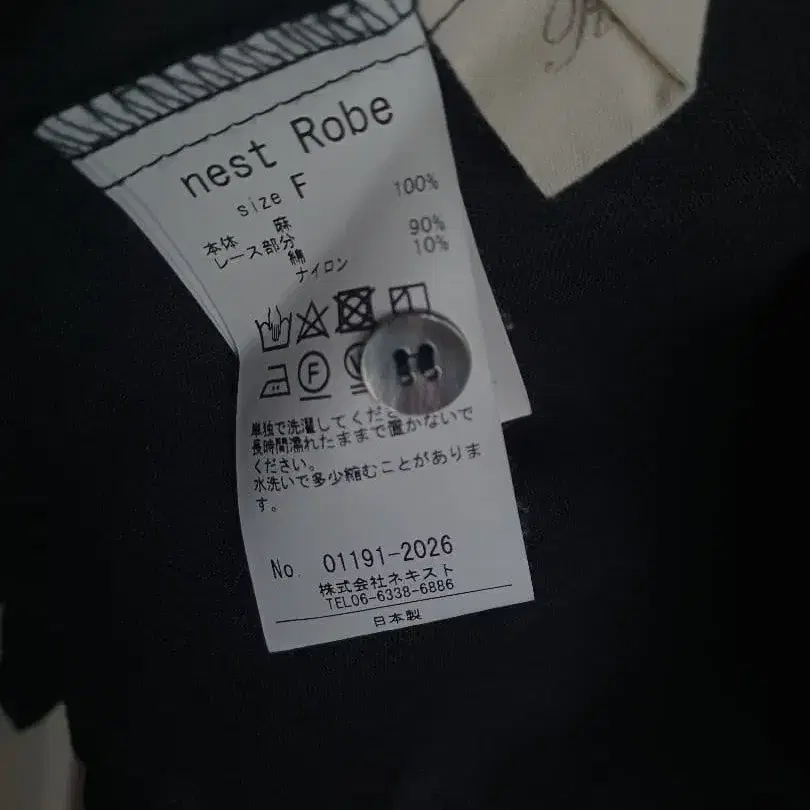 nest Robe
size F
本体 麻 100%
レース部分
綿 90%
ナイロン 10%
F
単独で洗濯してくださ
長時間濡れたままで置かないで
ください。
水洗いで多少縮むことがありま
す。
No. 01191-2026
株式会社ネキスト
TEL06-6338-6886
日本製